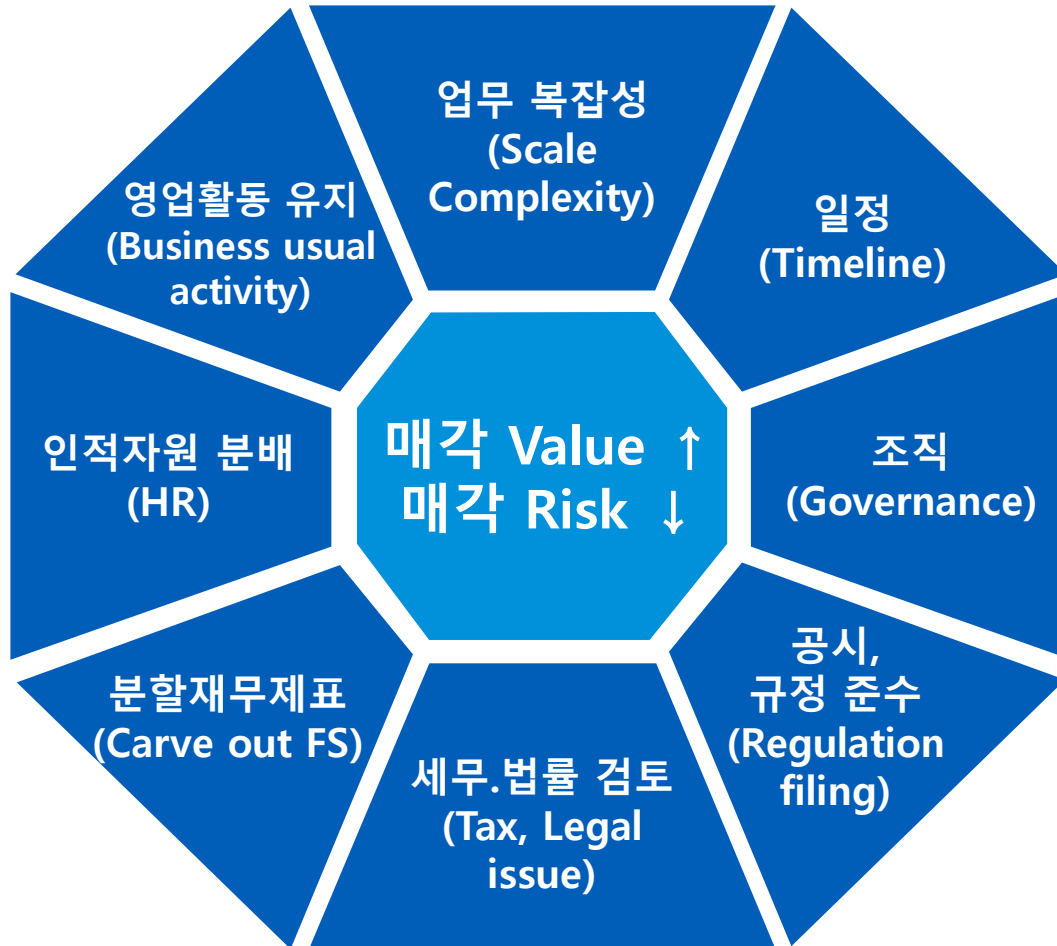 업무 복잡성
(Scale
Complexity)
일정
(Timeline)
조직
(Governance)
공시,
규정 준수
(Regulation
filing)
세무.법률 검토
(Tax, Legal
issue)
분할재무제표
(Carve out FS)
인적자원 분배
(HR)
영업활동 유지
(Business usual
activity)
매각 Value ↑
매각 Risk ↓